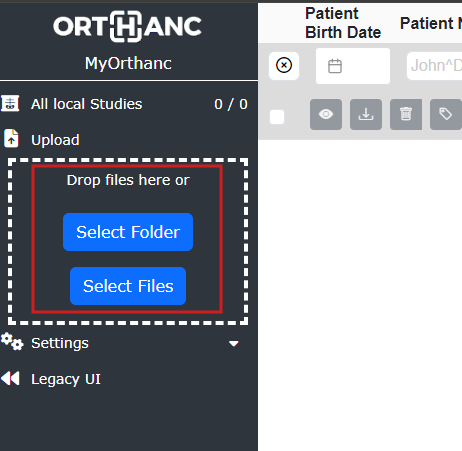 ORTHANC
MyOrthanc
All local Studies 0 / 0
Upload
Drop files here or
Select Folder
Select Files
Settings
Legacy UI
Patient
Birth Date
Patient
John^D